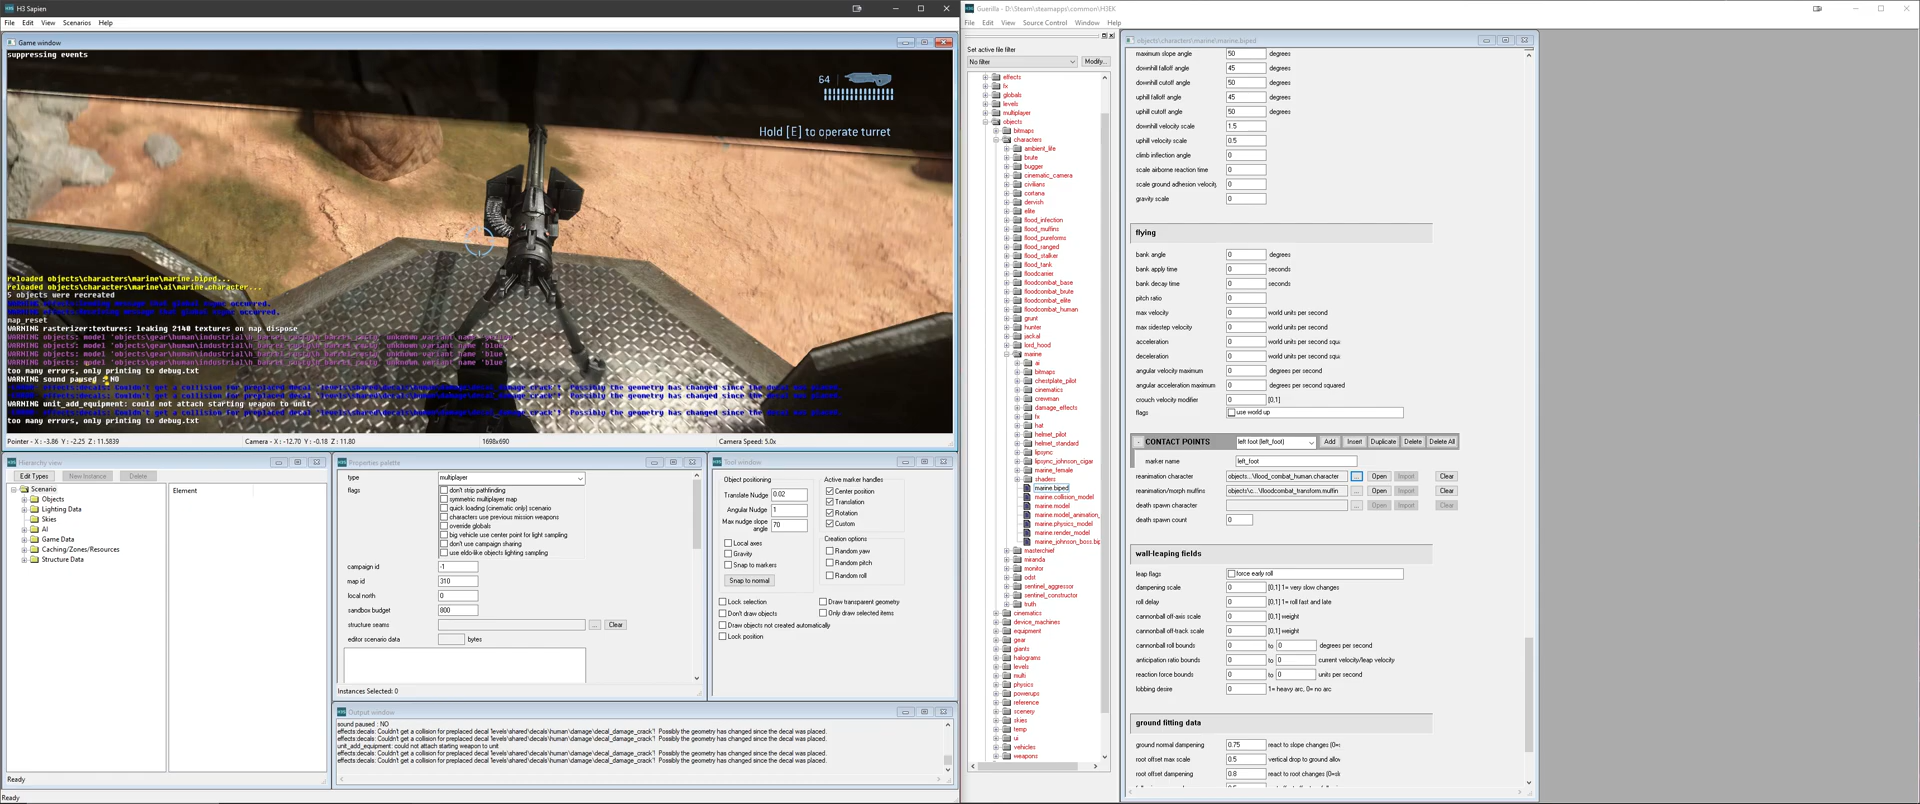 H3 Sapien
File Edit View Scenarios Help
Game window
suppressing events
64
Hold [E] to operate turret
reloaded objects\characters\marine\marine.biped...
reloaded objects\characters\marine\ai\marine.character...
5 objects were recreated
map_reset
WARNING rasterizer:textures: leaking 2140 textures on map dispose
too many errors, only printing to debug.txt
WARNING sound paused : NO
WARNING unit_add_equipment: could not attach starting weapon to unit
too many errors, only printing to debug.txt
Pointer - X : -3.86 Y : -2.25 Z : 11.5839
Camera - X : -12.70 Y : -0.18 Z : 11.80
1698x690
Camera Speed: 5.0x
Hierarchy view
Edit Types New Instance Delete
Scenario
Objects
Lighting Data
Skies
AI
Game Data
Caching/Zones/Resources
Structure Data
Element
Ready
Properties palette
type multiplayer
flags don't stop pathfinding
symmetric multiplayer map
quick loading (cinematic only) scenario
characters use previous mission weapons
override globals
big vehicle use center point for light sampling
don't use campaign sharing
use eldo-like objects lighting sampling
campaign id -1
map id 310
local north 0
sandbox budget 800
structure seams ... Clear
editor scenario data bytes
Instances Selected: 0
Tool window
Object position
Translate Nudge 0.02
Angular Nudge 1
Max nudge slope angle 70
Local axes
Gravity
Snap to markers
Snap to normal
Active marker handles
Center position
Translation
Rotation
Custom
Creation options
Random yaw
Random pitch
Random roll
Lock selection
Don't draw objects
Draw objects not created automatically
Lock position
Draw transparent geometry
Only draw selected items
Output window
sound paused : NO
effects:decals: Couldn't get a collision for preplaced decal 'levels\shared\decals\human\damage\decal_damage_crack'! Possibly the geometry has changed since the decal was placed.
effects:decals: Couldn't get a collision for preplaced decal 'levels\shared\decals\human\damage\decal_damage_crack'! Possibly the geometry has changed since the decal was placed.
unit_add_equipment: could not attach starting weapon to unit
effects:decals: Couldn't get a collision for preplaced decal 'levels\shared\decals\human\damage\decal_damage_crack'! Possibly the geometry has changed since the decal was placed.
effects:decals: Couldn't get a collision for preplaced decal 'levels\shared\decals\human\damage\decal_damage_crack'! Possibly the geometry has changed since the decal was placed.
Ready
Guerilla - D:\Steam\steamapps\common\H3EK
File Edit View Source Control Window Help
Set active file filter
No filter Modify...
effects
fx
globals
levels
multiplayer
objects
bitmaps
characters
ambient_life
brute
bugger
cinematic_camera
civilians
cortana
dervish
elite
flood_infection
flood_muffins
flood_pureforms
flood_ranged
flood_stalker
flood_tank
floodcarrier
floodcombat_base
floodcombat_brute
floodcombat_elite
floodcombat_human
grunt
hunter
jackal
lord_hood
marine
ai
bitmaps
chestplate_pilot
cinematics
crewman
damage_effects
fx
hat
helmet_pilot
helmet_standard
lipsync
lipsync_johnson_cigar
marine_female
shaders
marine.biped
marine.collision_model
marine.model
marine.model_animation_
marine.physics_model
marine.render_model
marine_johnson_boss.bip
masterchief
miranda
monitor
odst
sentinel_aggressor
sentinel_constructor
truth
cinematics
device_machines
equipment
gear
giants
halograms
levels
multi
physics
powerups
reference
scenery
skies
temp
ui
vehicles
weapons
objects\characters\marine\marine.biped
maximum slope angle 50 degrees
downhill falloff angle 45 degrees
downhill cutoff angle 50 degrees
uphill falloff angle 45 degrees
uphill cutoff angle 50 degrees
downhill velocity scale 1.5
uphill velocity scale 0.5
climb inflection angle 0
scale airborne reaction time 0
scale ground adhesion velocity 0
gravity scale 0
flying
bank angle 0 degrees
bank apply time 0 seconds
bank decay time 0 seconds
pitch ratio 0
max velocity 0 world units per second
max sidestep velocity 0 world units per second
acceleration 0 world units per second squa
deceleration 0 world units per second squa
angular velocity maximum 0 degrees per second
angular acceleration maximum 0 degrees per second squared
crouch velocity modifier 0 [0,1]
flags use world up
- CONTACT POINTS left foot (left_foot) Add Insert Duplicate Delete Delete All
marker name left_foot
reanimation character objects...\flood_combat_human.character ... Open Import Clear
reanimation/morph muffins objects\c...\floodcombat_transform.muffin ... Open Import Clear
death spawn character ... Open Import Clear
death spawn count 0
wall-leaping fields
leap flags force early roll
dampening scale 0 [0,1] 1= very slow changes
roll delay 0 [0,1] 1= roll fast and late
cannonball off-axis scale 0 [0,1] weight
cannonball off-track scale 0 [0,1] weight
cannonball roll bounds 0 to 0 degrees per second
anticipation ratio bounds 0 to 0 current velocity/leap velocity
reaction force bounds 0 to 0 units per second
lobbing desire 0 1= heavy arc, 0= no arc
ground fitting data
ground normal dampening 0.75 react to slope changes (0=
root offset max scale 0.5 vertical drop to ground allow
root offset dampening 0.8 react to root changes (0=sl